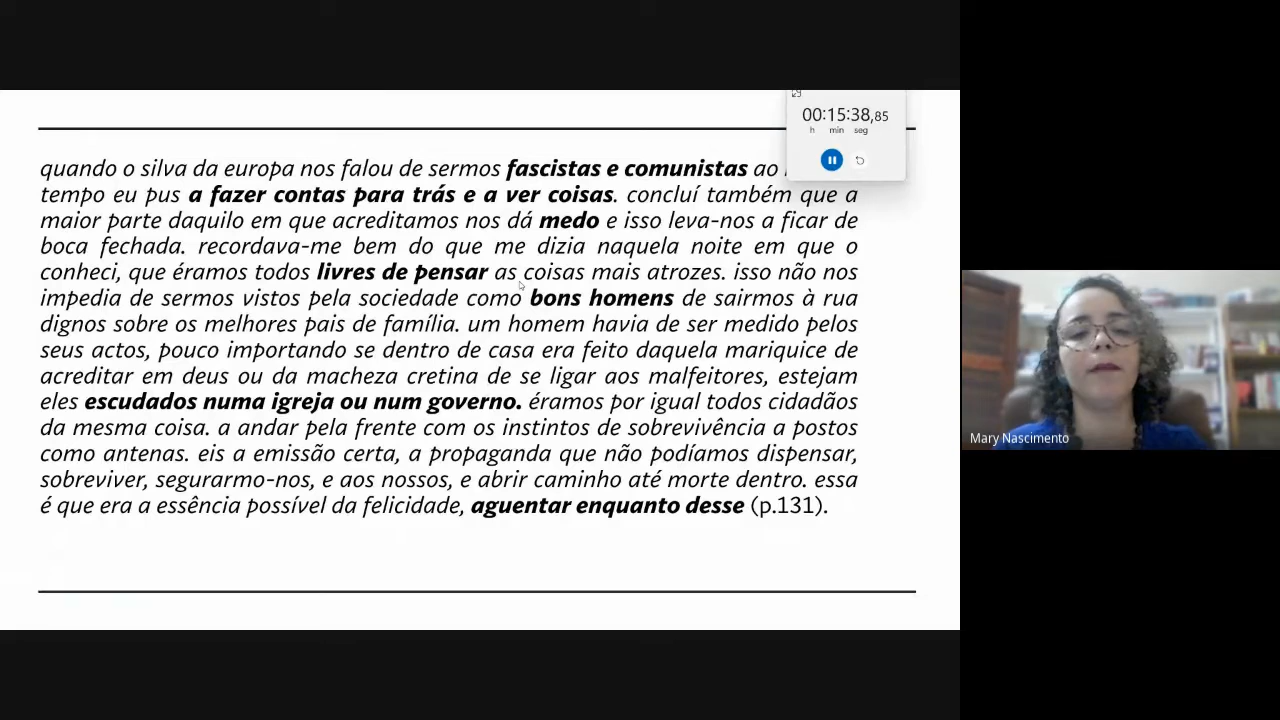 00:15:38,85
h min seg
quando o silva da europa nos falou de sermos fascistas e comunistas ao
tempo eu pus a fazer contas para trás e a ver coisas. concluí também que a
maior parte daquilo em que acreditamos nos dá medo e isso leva-nos a ficar de
boca fechada. recordava-me bem do que me dizia naquela noite em que o
conheci, que éramos todos livres de pensar as coisas mais atrozes. isso não nos
impedia de sermos vistos pela sociedade como bons homens de sairmos à rua
dignos sobre os melhores pais de família. um homem havia de ser medido pelos
seus actos, pouco importando se dentro de casa era feito daquela mariquice de
acreditar em deus ou da macheza cretina de se ligar aos malfeitores, estejam
eles escudados numa igreja ou num governo. éramos por igual todos cidadãos
da mesma coisa. a andar pela frente com os instintos de sobrevivência a postos
como antenas. eis a emissão certa, a propaganda que não podíamos dispensar,
sobreviver, segurarmo-nos, e aos nossos, e abrir caminho até morte dentro. essa
é que era a essência possível da felicidade, aguentar enquanto desse (p.131).
Mary Nascimento